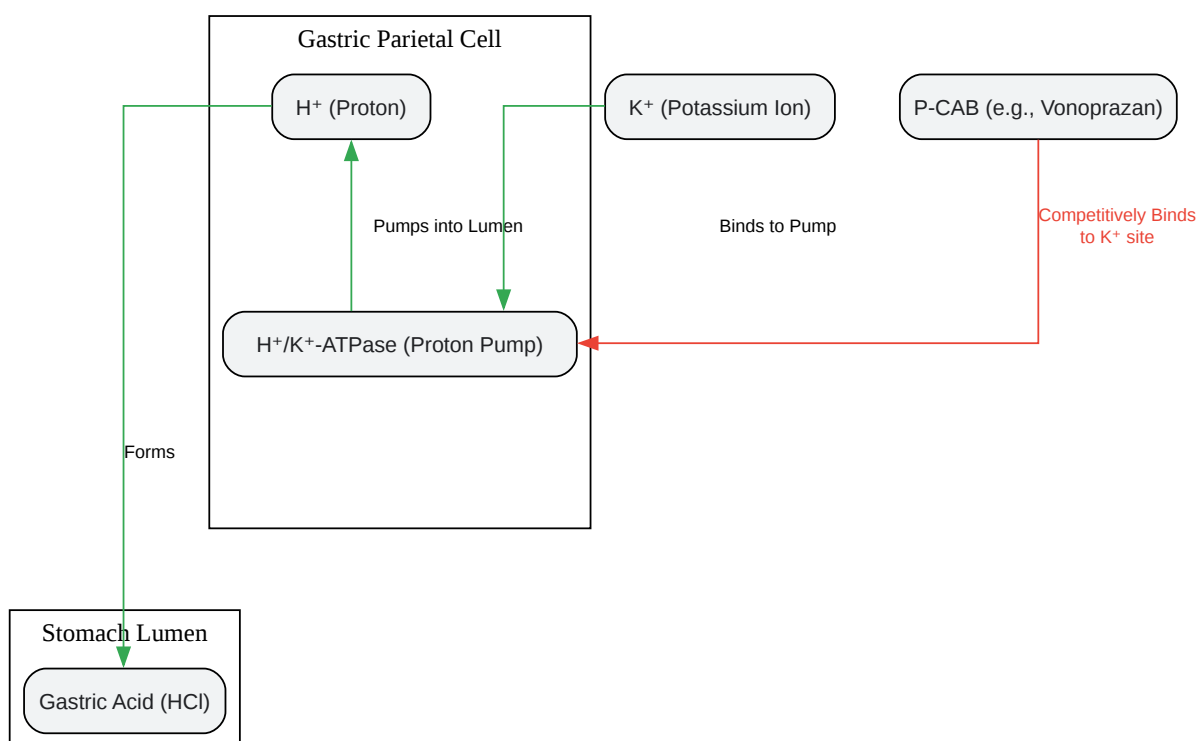 Gastric Parietal Cell
H⁺ (Proton)
K⁺ (Potassium Ion)
P-CAB (e.g., Vonoprazan)
Pumps into Lumen
Binds to Pump
Competitively Binds
to K⁺ site
H⁺/K⁺-ATPase (Proton Pump)
Forms
Stomach Lumen
Gastric Acid (HCl)